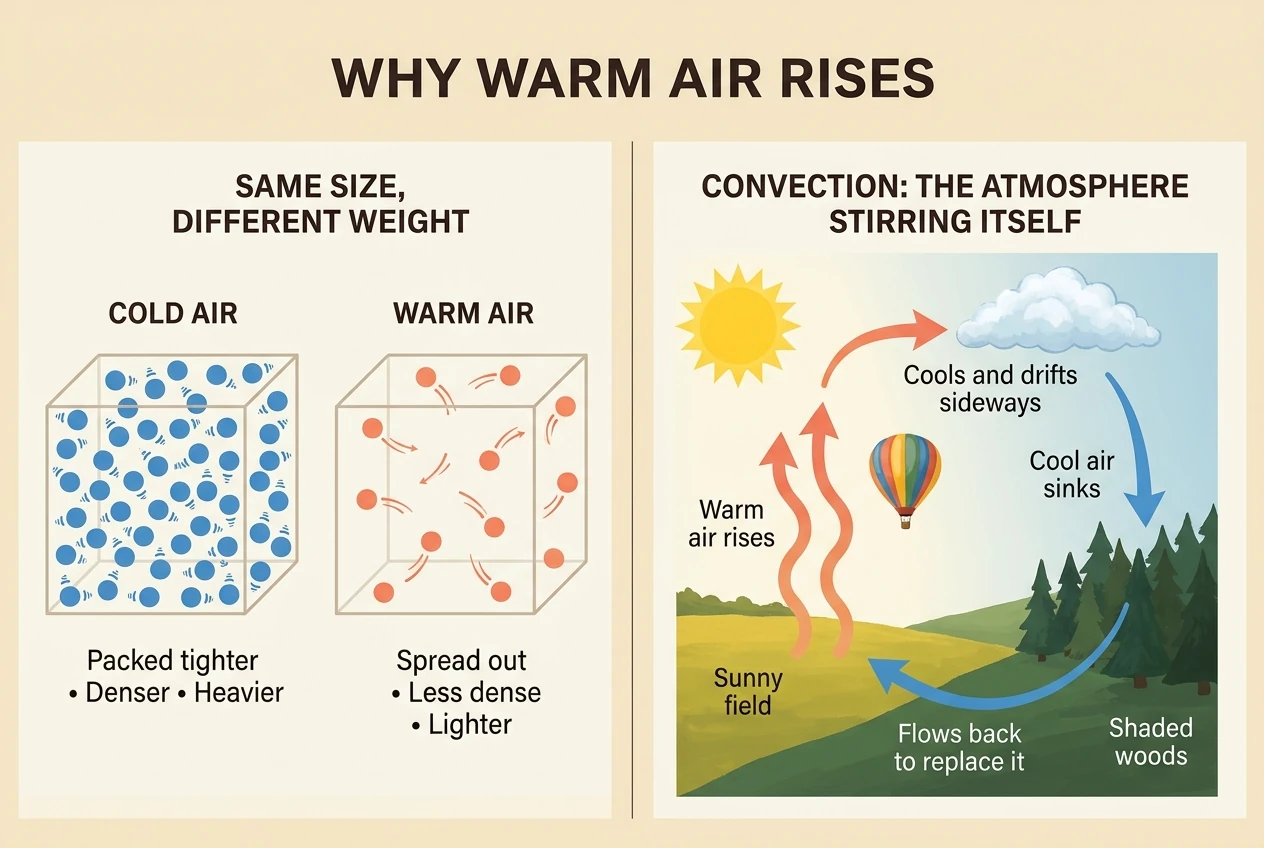 WHY WARM AIR RISES
SAME SIZE,
DIFFERENT WEIGHT
COLD AIR
WARM AIR
Packed tighter
• Denser • Heavier
Spread out
• Less dense
• Lighter
CONVECTION: THE ATMOSPHERE
STIRRING ITSELF
Cools and drifts
sideways
Cool air
sinks
Warm
air rises
Sunny
field
Flows back
to replace it
Shaded
woods